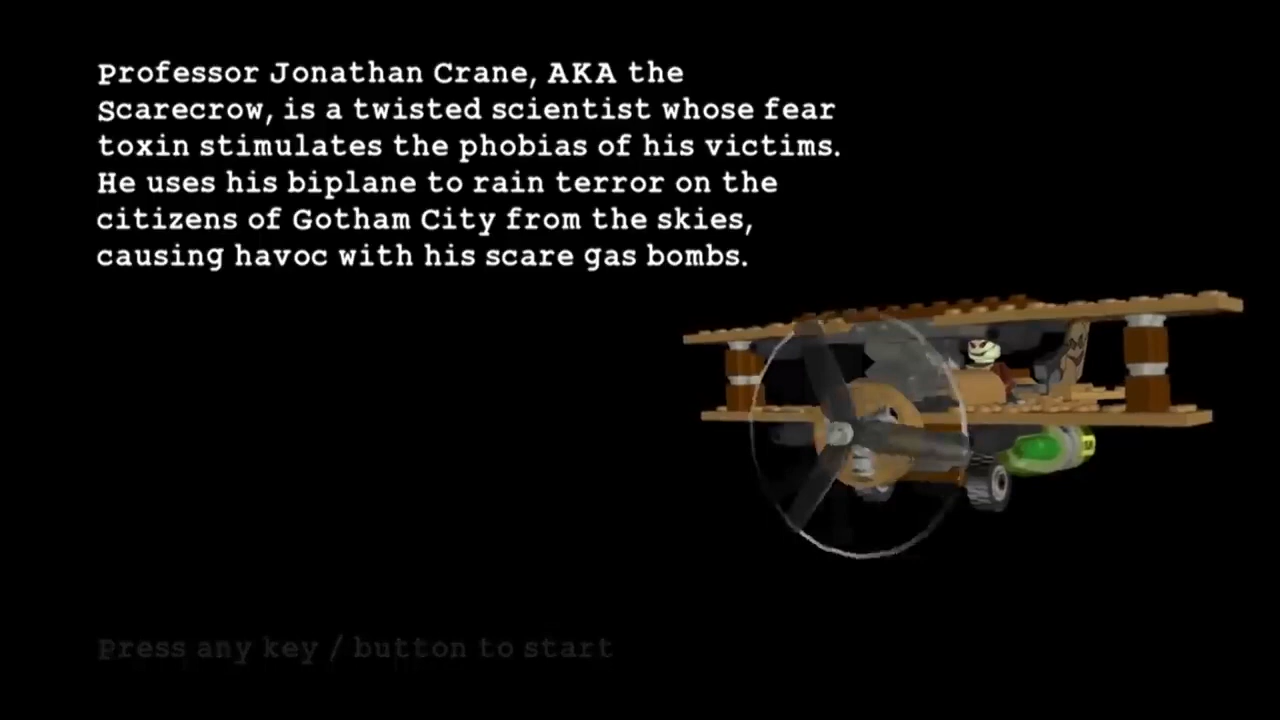 Professor Jonathan Crane, AKA the
Scarecrow, is a twisted scientist whose fear
toxin stimulates the phobias of his victims.
He uses his biplane to rain terror on the
citizens of Gotham City from the skies,
causing havoc with his scare gas bombs.
Press any key / button to start